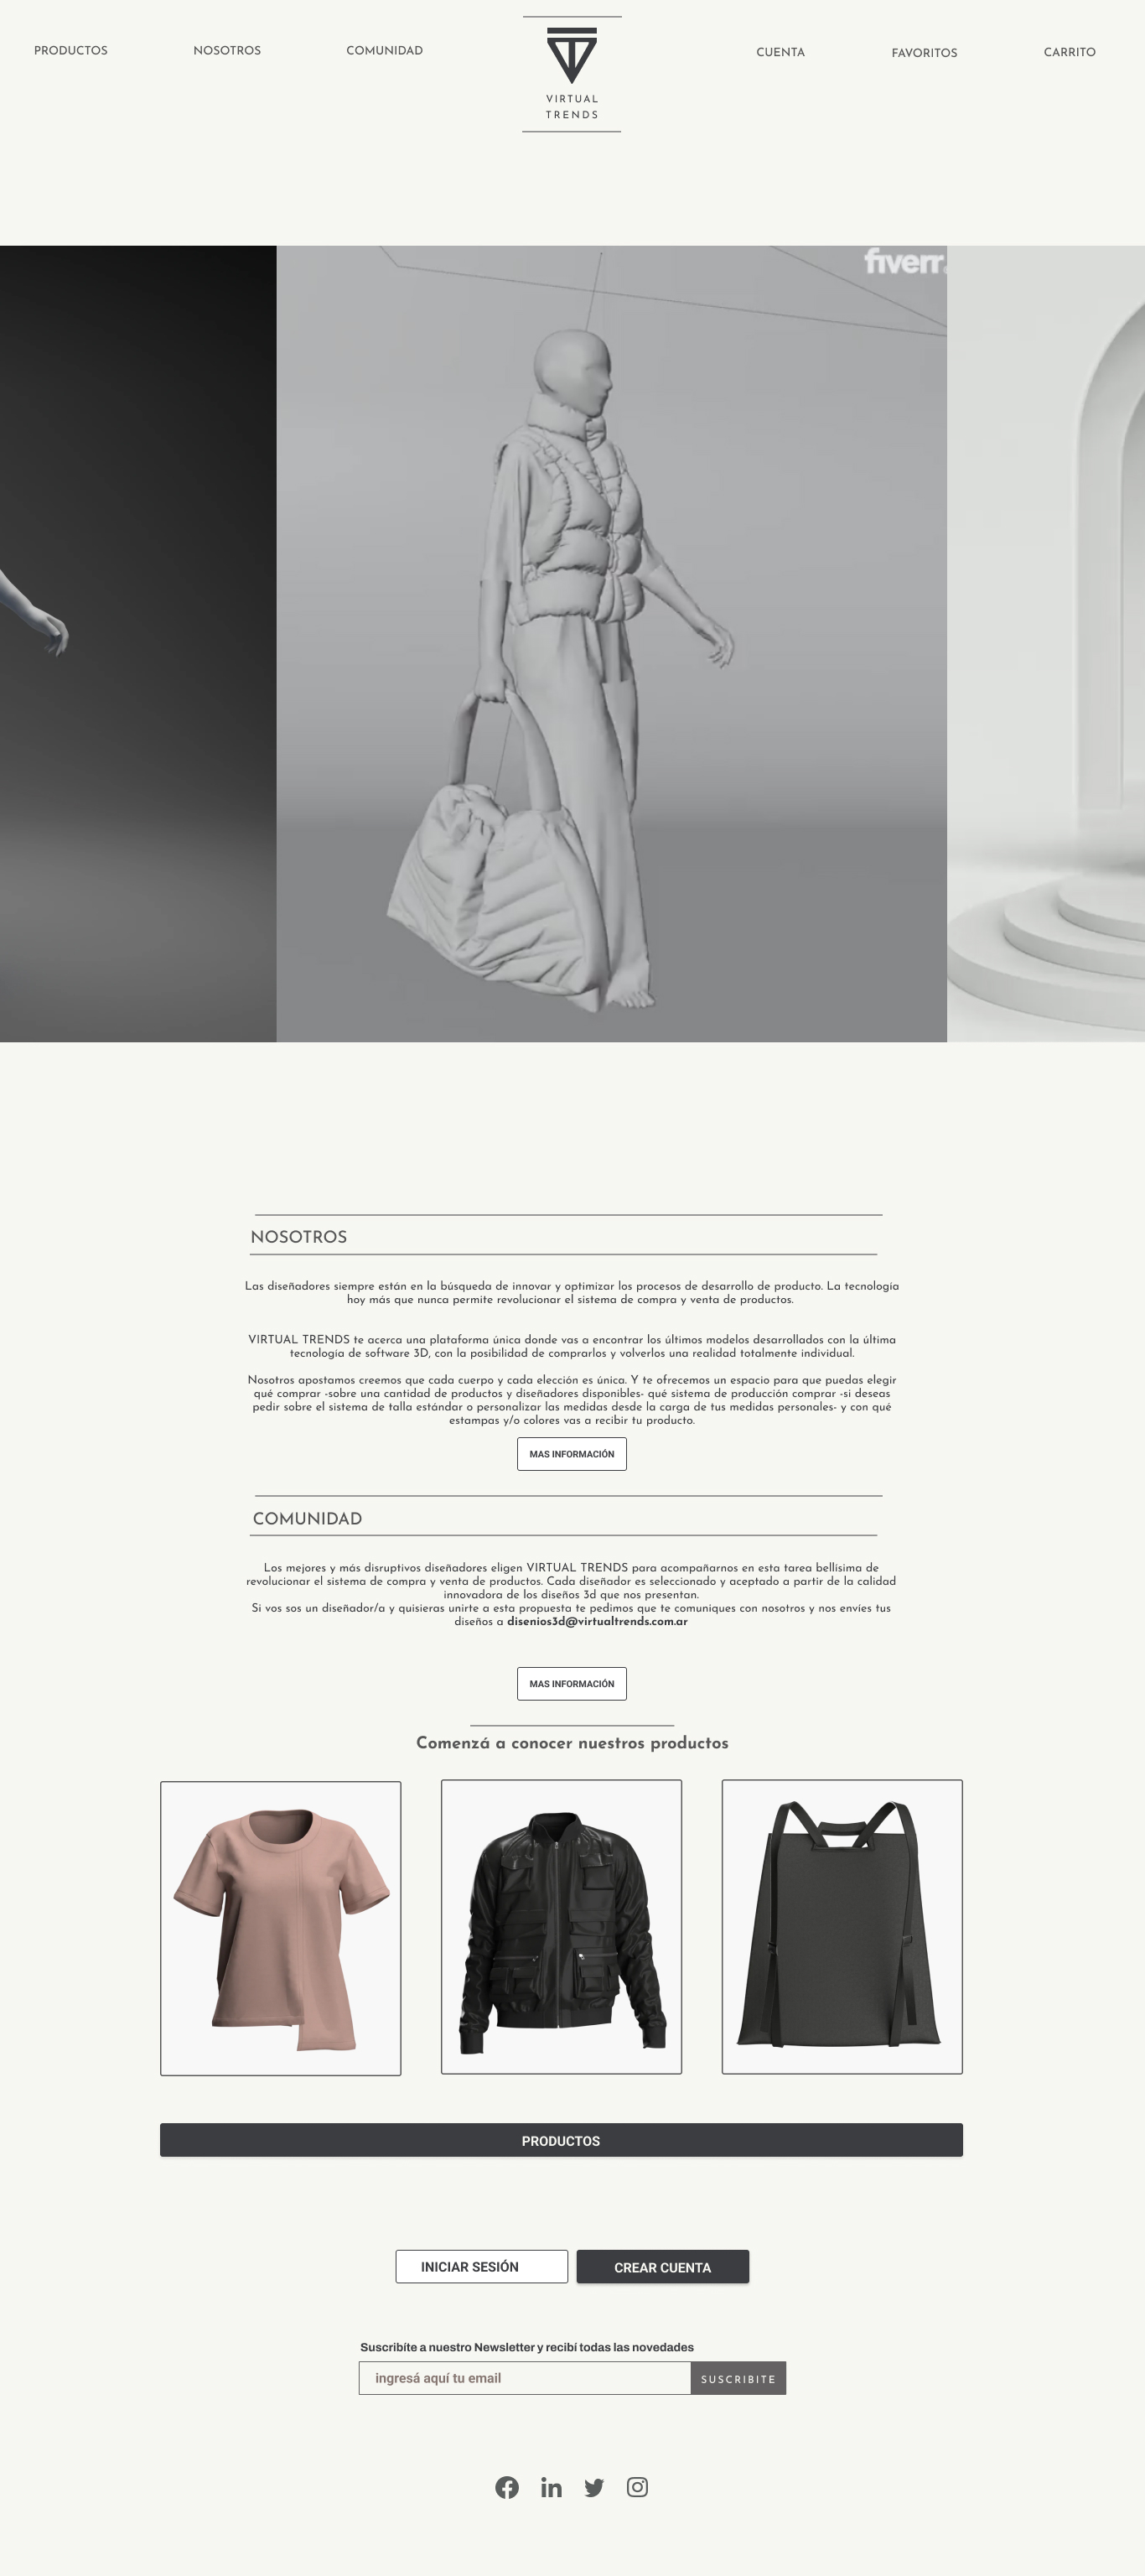 PRODUCTOS
NOSOTROS
COMUNIDAD
VIRTUAL
TRENDS
CUENTA
FAVORITOS
CARRITO
fiverr.
NOSOTROS
Las diseñadores siempre están en la búsqueda de innovar y optimizar los procesos de desarrollo de producto. La tecnología
hoy más que nunca permite revolucionar el sistema de compra y venta de productos.
VIRTUAL TRENDS te acerca una plataforma única donde vas a encontrar los últimos modelos desarrollados con la última
tecnología de software 3D, con la posibilidad de comprarlos y volverlos una realidad totalmente individual.
Nosotros apostamos creemos que cada cuerpo y cada elección es única. Y te ofrecemos un espacio para que puedas elegir
qué comprar -sobre una cantidad de productos y diseñadores disponibles- qué sistema de producción comprar -si deseas
pedir sobre el sistema de talla estándar o personalizar las medidas desde la carga de tus medidas personales- y con qué
estampas y/o colores vas a recibir tu producto.
MAS INFORMACIÓN
COMUNIDAD
Los mejores y más disruptivos diseñadores eligen VIRTUAL TRENDS para acompañarnos en esta tarea bellísima de
revolucionar el sistema de compra y venta de productos. Cada diseñador es seleccionado y aceptado a partir de la calidad
innovadora de los diseños 3d que nos presentan.
Si vos sos un diseñador/a y quisieras unirte a esta propuesta te pedimos que te comuniques con nosotros y nos envíes tus
diseños a disenios3d@virtualtrends.com.ar
MAS INFORMACIÓN
Comenzá a conocer nuestros productos
PRODUCTOS
INICIAR SESIÓN
CREAR CUENTA
Suscribíte a nuestro Newsletter y recibí todas las novedades
ingresá aquí tu email
SUSCRIBITE